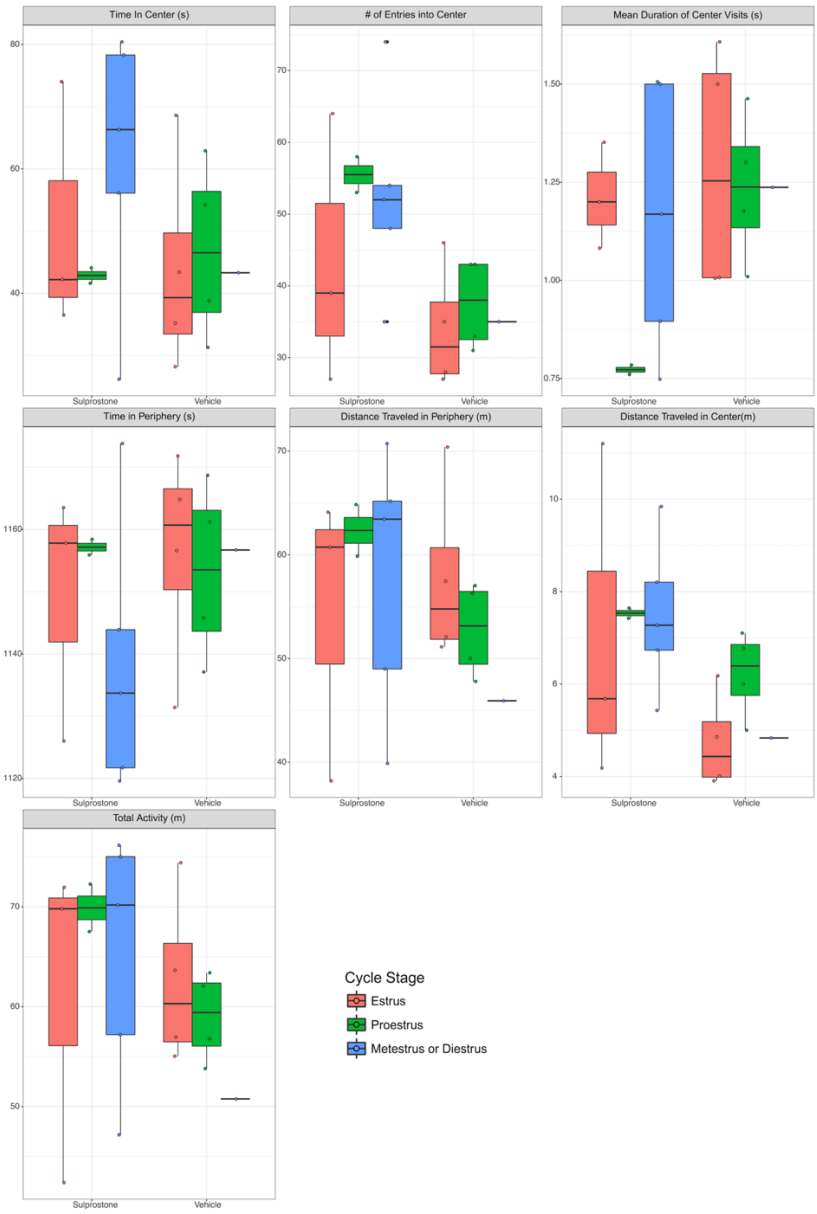 Time In Center (s)
# of Entries into Center
Mean Duration of Center Visits (s)
80
60
40
70
60
50
40
30
1.50
1.25
1.00
0.75
Sulprostone
Vehicle
Sulprostone
Vehicle
Sulprostone
Vehicle
Time in Periphery (s)
Distance Traveled in Periphery (m)
Distance Traveled in Center(m)
1160
1140
1120
70
60
50
40
10
8
6
4
Sulprostone
Vehicle
Sulprostone
Vehicle
Sulprostone
Vehicle
Total Activity (m)
70
60
50
Sulprostone
Vehicle
Cycle Stage
Estrus
Proestrus
Metestrus or Diestrus